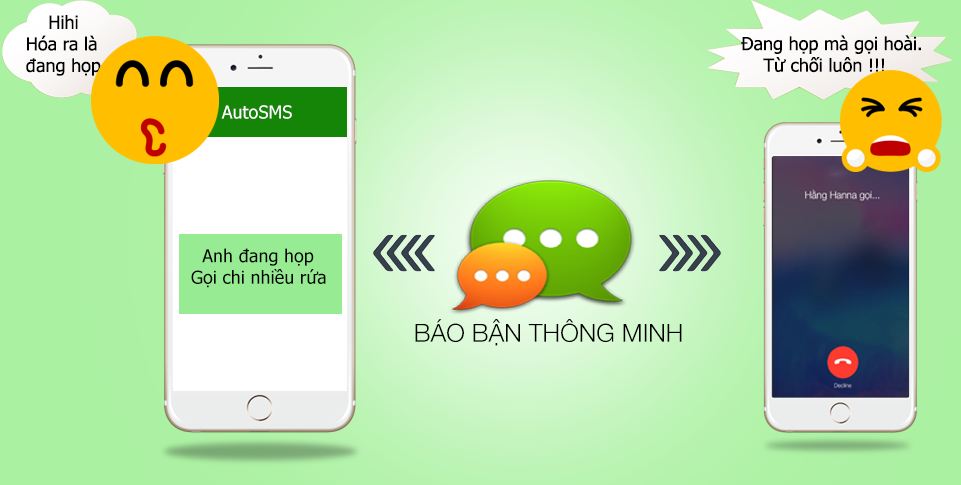 Hihi
Hóa ra là
đang họp
AutoSMS
Anh đang họp
Gọi chi nhiều rứa
BÁO BẬN THÔNG MINH
Đang họp mà gọi hoài.
Từ chối luôn !!!
Hằng Hanna gọi...
Decline